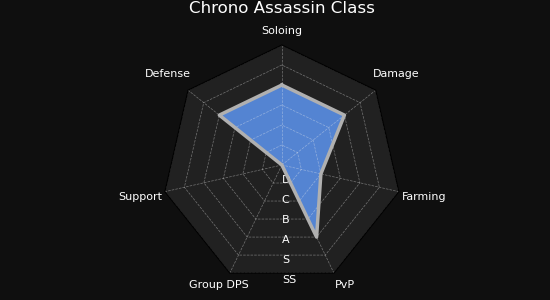 Chrono Assassin Class
Soloing
Defense
Damage
Support
Farming
D
C
B
A
S
SS
Group DPS
PvP